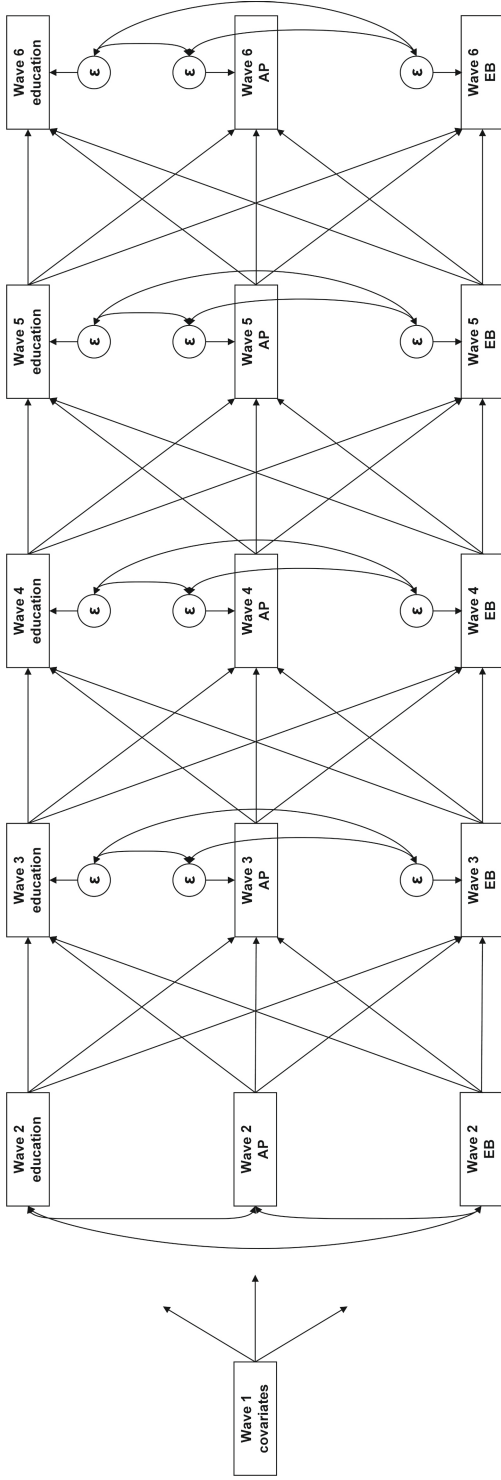 Wave 1
covariates
Wave 2
education
Wave 2
AP
Wave 2
EB
Wave 3
education
ε
Wave 3
AP
ε
Wave 3
EB
ε
Wave 4
education
ε
Wave 4
AP
ε
Wave 4
EB
ε
Wave 5
education
ε
Wave 5
AP
ε
Wave 5
EB
ε
Wave 6
education
ε
Wave 6
AP
ε
Wave 6
EB
ε